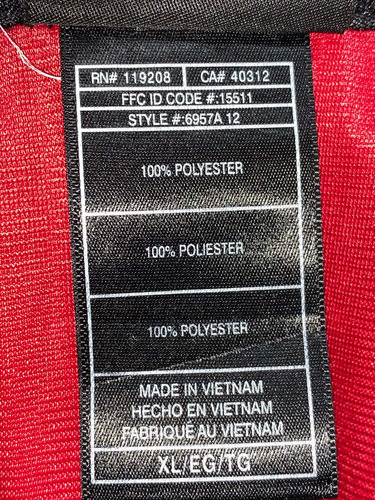 RN# 119208 CA# 40312
FFC ID CODE #:15511
STYLE #:6957A 12
100% POLYESTER
100% POLIESTER
100% POLYESTER
MADE IN VIETNAM
HECHO EN VIETNAM
FABRIQUE AU VIETNAM
XL/EG/TG